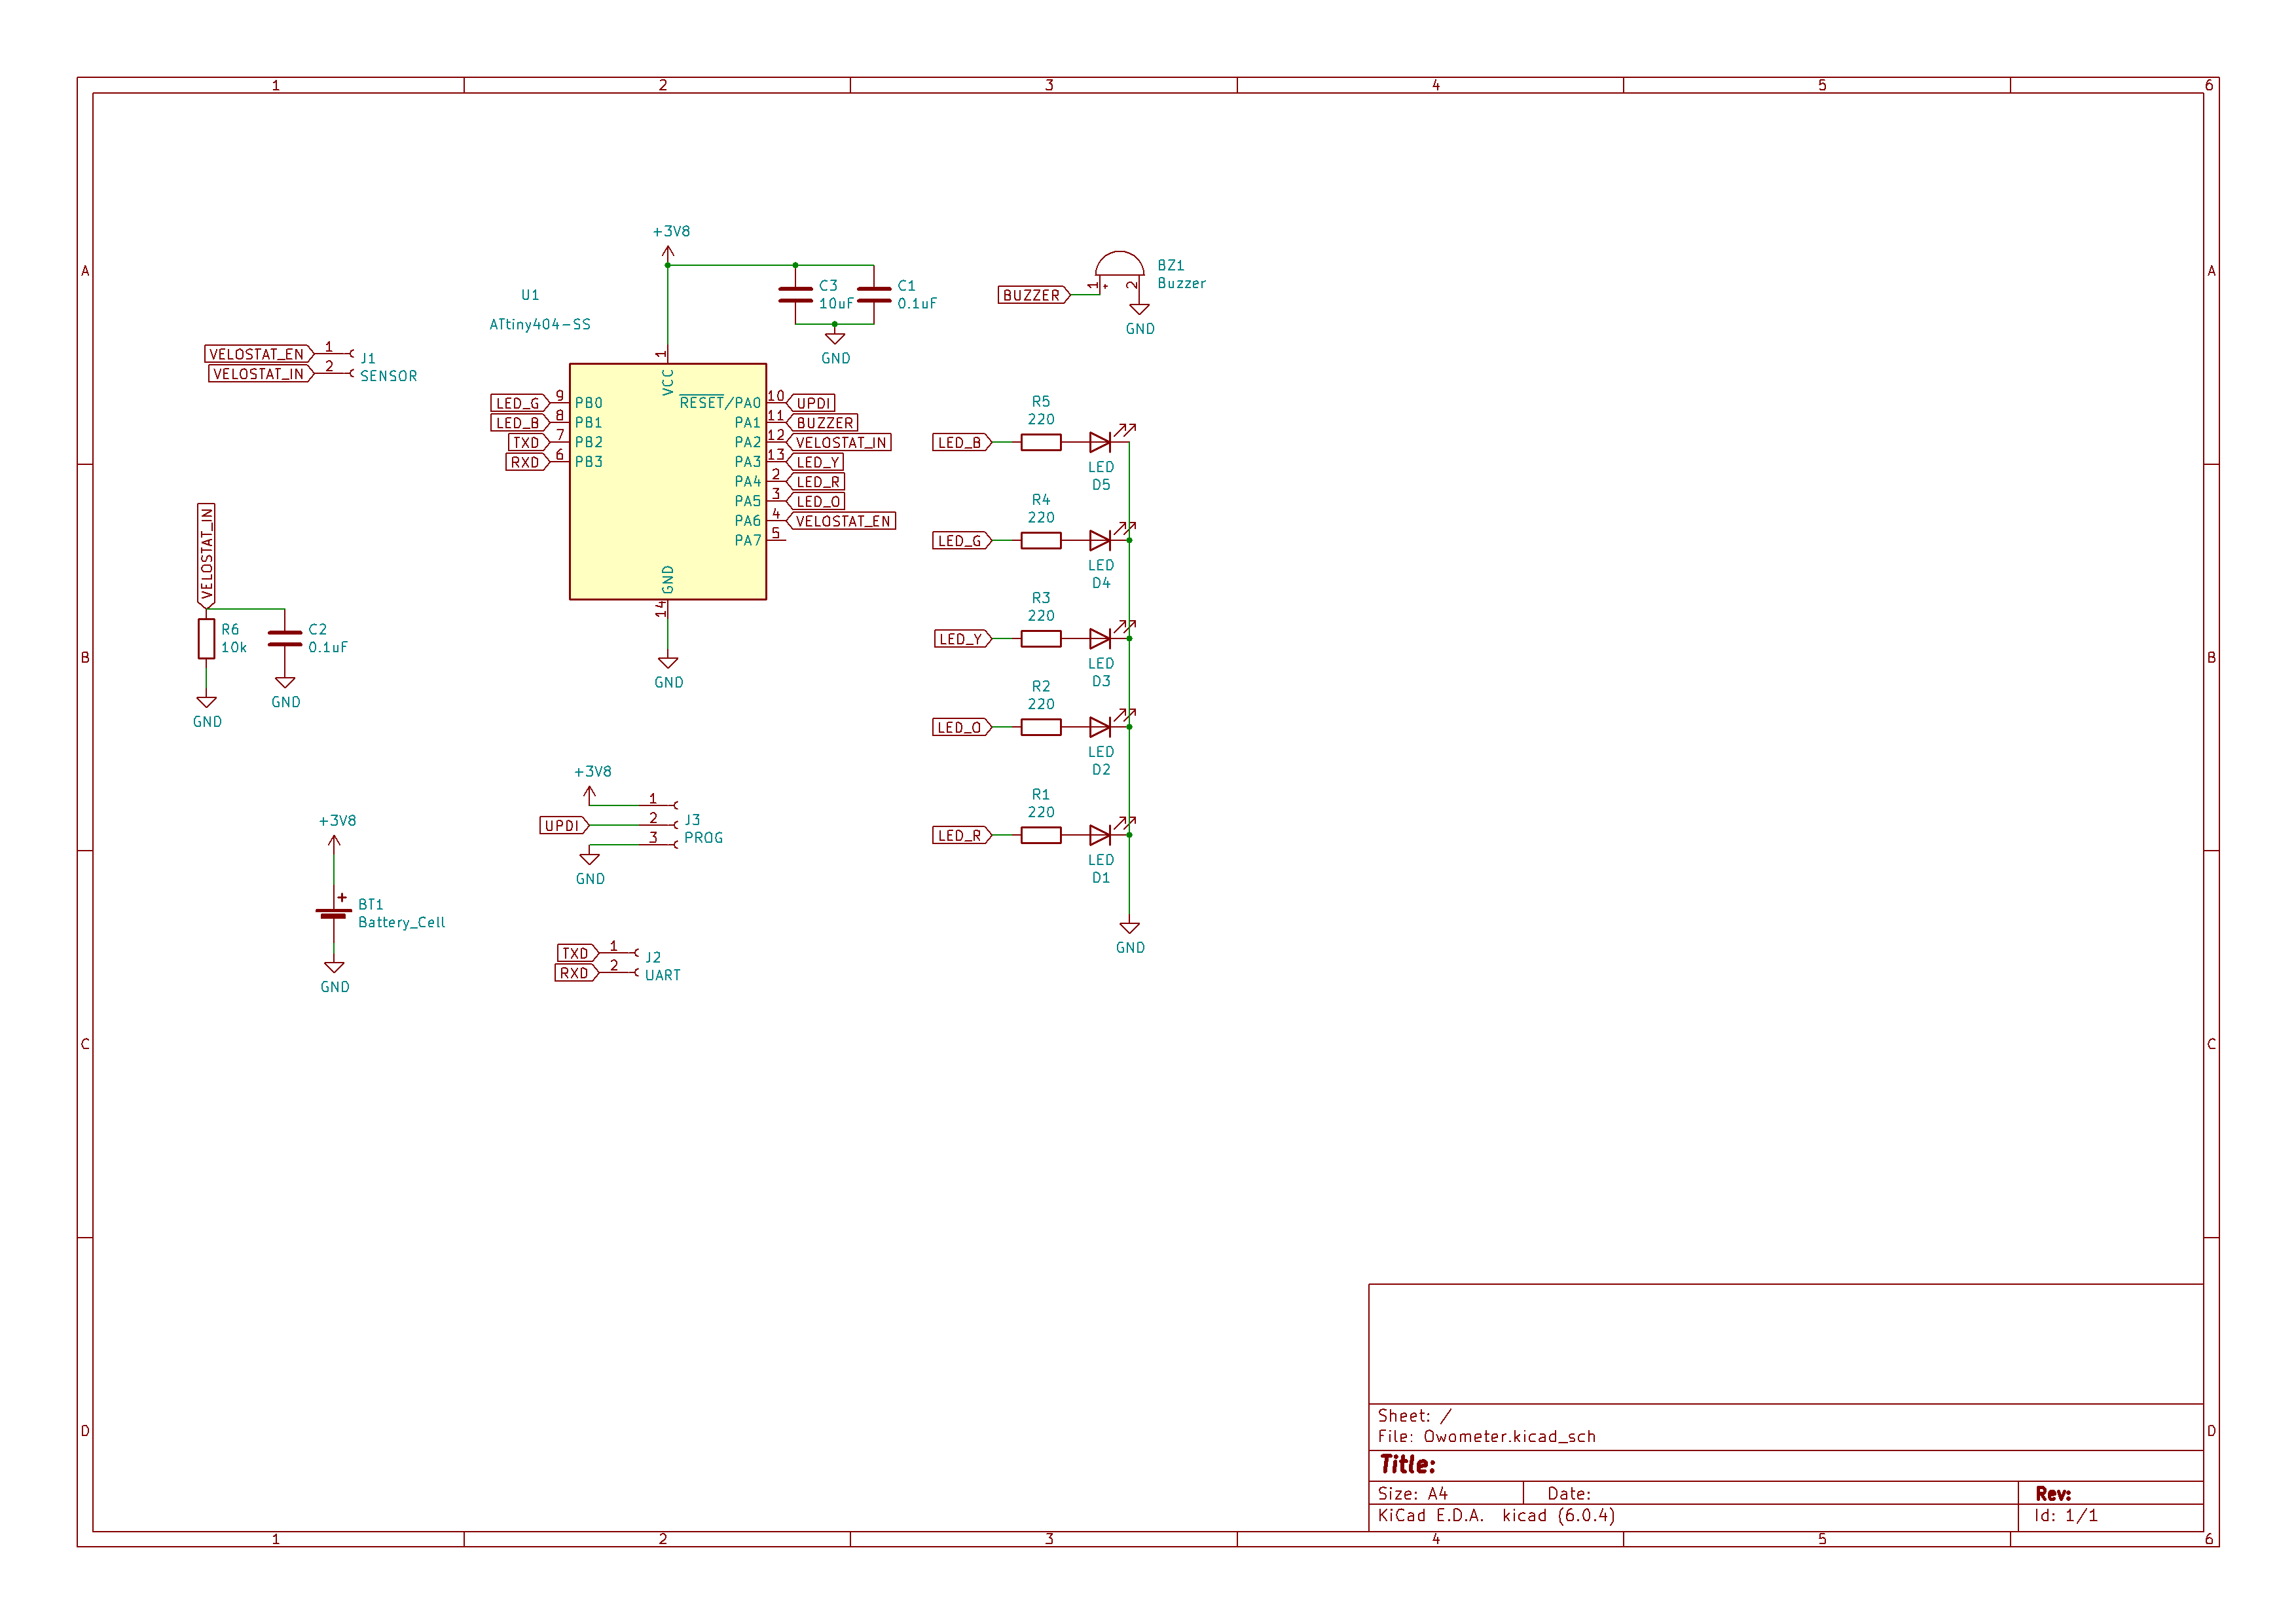 1 2 3 4 5 6
A A
B B
C C
D D
+3V8
U1
ATtiny404-SS
C3
10uF
C1
0.1uF
GND
BZ1
Buzzer
BUZZER
1 + 2
GND
VELOSTAT_EN 1
VELOSTAT_IN 2
J1
SENSOR
1
VCC
LED_G 9 PB0
LED_B 8 PB1
TXD 7 PB2
RXD 6 PB3
RESET/PA0 10 UPDI
PA1 11 BUZZER
PA2 12 VELOSTAT_IN
PA3 13 LED_Y
PA4 2 LED_R
PA5 3 LED_O
PA6 4 VELOSTAT_EN
PA7 5
GND
14
GND
R5
220
LED_B
LED
D5
R4
220
LED_G
LED
D4
R3
220
LED_Y
LED
D3
R2
220
LED_O
LED
D2
R1
220
LED_R
LED
D1
GND
VELOSTAT_IN
R6
10k
C2
0.1uF
GND
GND
+3V8
+
BT1
Battery_Cell
GND
+3V8
1
UPDI 2
3
J3
PROG
GND
TXD 1
RXD 2
J2
UART
Sheet: /
File: Owometer.kicad_sch
Title:
Size: A4 Date: Rev:
KiCad E.D.A. kicad (6.0.4) Id: 1/1
1 2 3 4 5 6